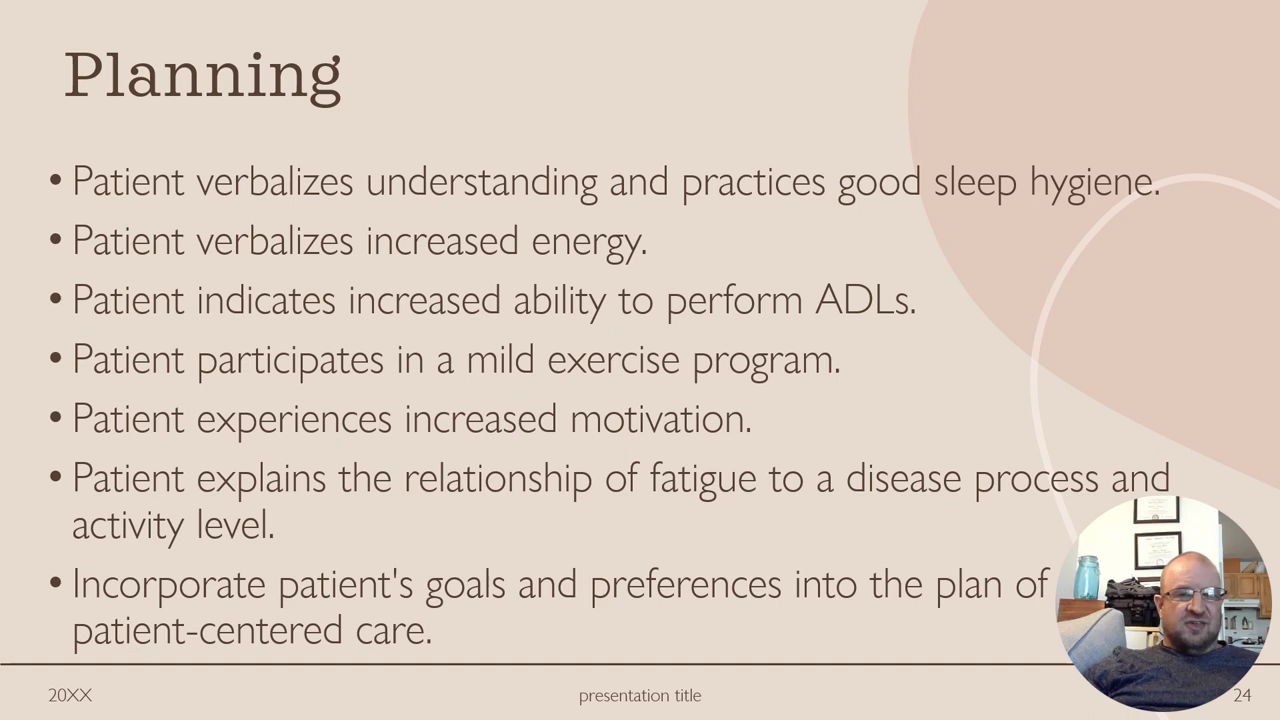 Planning
• Patient verbalizes understanding and practices good sleep hygiene.
• Patient verbalizes increased energy.
• Patient indicates increased ability to perform ADLs.
• Patient participates in a mild exercise program.
• Patient experiences increased motivation.
• Patient explains the relationship of fatigue to a disease process and
activity level.
• Incorporate patient's goals and preferences into the plan of
patient-centered care.
20XX
presentation title
24